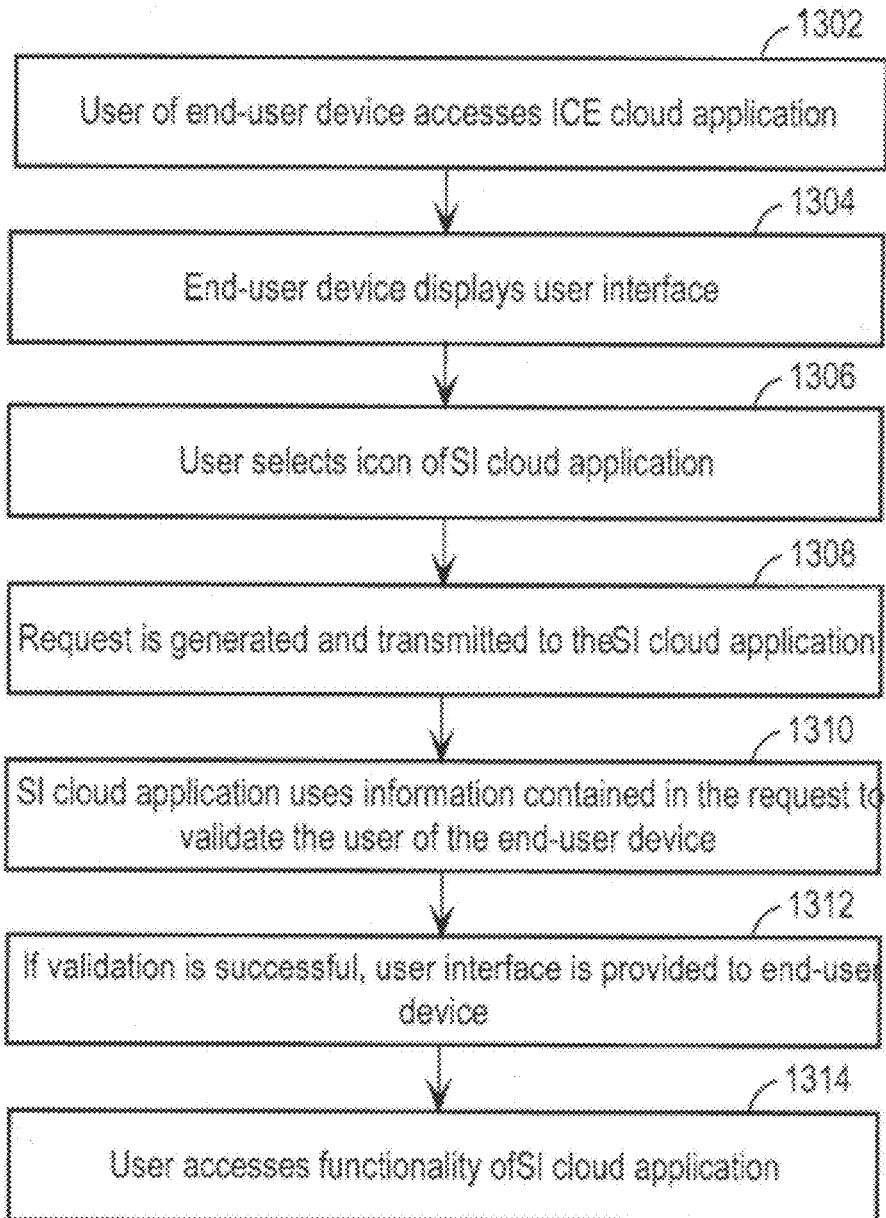 1302
User of end-user device accesses ICE cloud application
1304
End-user device displays user interface
1306
User selects icon ofSI cloud application
1308
Request is generated and transmitted to theSI cloud application
1310
SI cloud application uses information contained in the request to
validate the user of the end-user device
1312
If validation is successful, user interface is provided to end-user
device
1314
User accesses functionality ofSI cloud application